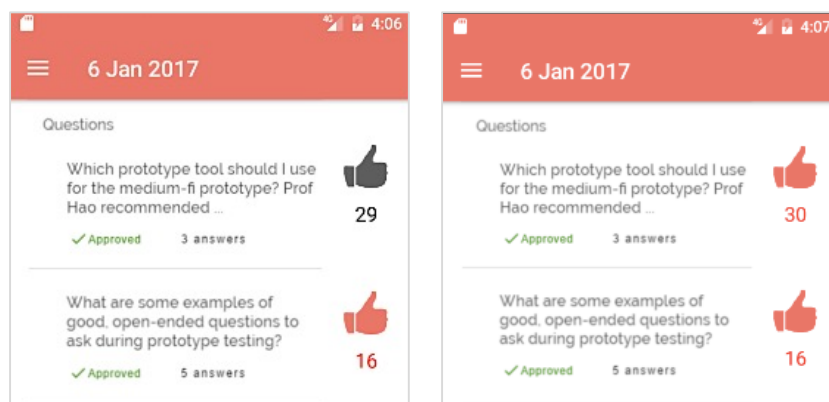 4G 4:06
6 Jan 2017
Questions
Which prototype tool should I use
for the medium-fi prototype? Prof
Hao recommended ...
29
Approved 3 answers
What are some examples of
good, open-ended questions to
ask during prototype testing?
16
Approved 5 answers
4G 4:07
6 Jan 2017
Questions
Which prototype tool should I use
for the medium-fi prototype? Prof
Hao recommended ...
30
Approved 3 answers
What are some examples of
good, open-ended questions to
ask during prototype testing?
16
Approved 5 answers